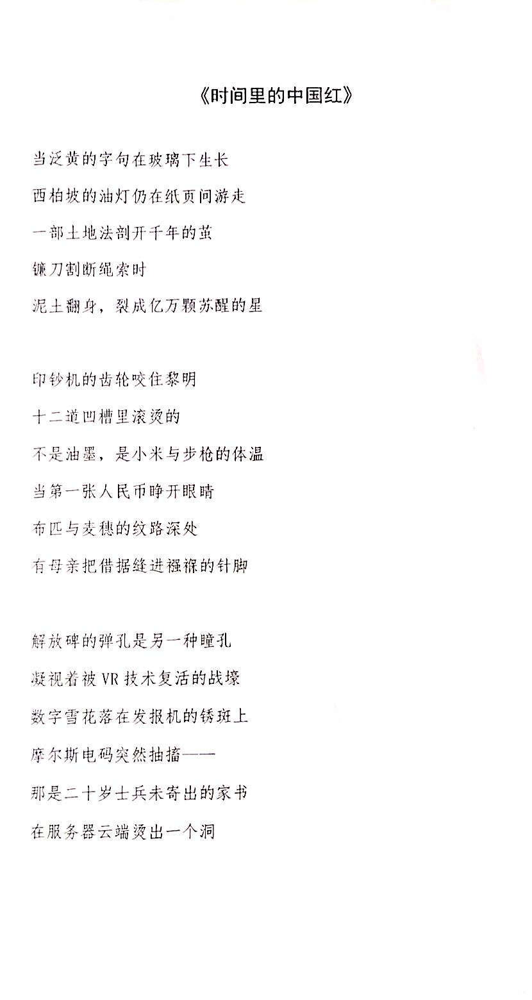 《时间里的中国红》
当泛黄的字句在玻璃下生长
西柏坡的油灯仍在纸页间游走
一部土地法剖开千年的茧
镰刀割断绳索时
泥土翻身，裂成亿万颗苏醒的星
印钞机的齿轮咬住黎明
十二道凹槽里滚烫的
不是油墨，是小米与步枪的体温
当第一张人民币睁开眼睛
布匹与麦穗的纹路深处
有母亲把借据缝进襁褓的针脚
解放碑的弹孔是另一种瞳孔
凝视着被 VR 技术复活的战壕
数字雪花落在发报机的锈斑上
摩尔斯电码突然抽搐——
那是二十岁士兵未寄出的家书
在服务器云端烫出一个洞